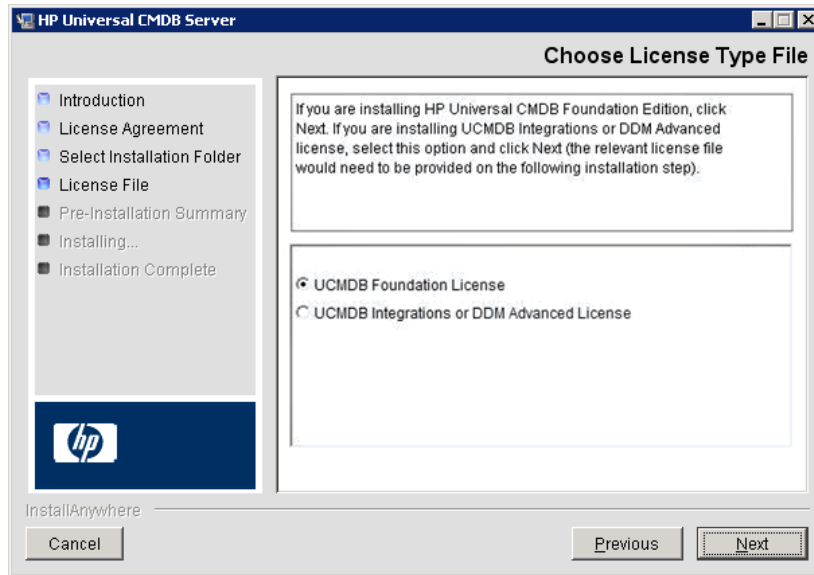 HP Universal CMDB Server
Choose License Type File
Introduction
License Agreement
Select Installation Folder
License File
Pre-Installation Summary
Installing...
Installation Complete
If you are installing HP Universal CMDB Foundation Edition, click
Next. If you are installing UCMDB Integrations or DDM Advanced
license, select this option and click Next (the relevant license file
would need to be provided on the following installation step).
UCMDB Foundation License
UCMDB Integrations or DDM Advanced License
hp
InstallAnywhere
Cancel
Previous
Next